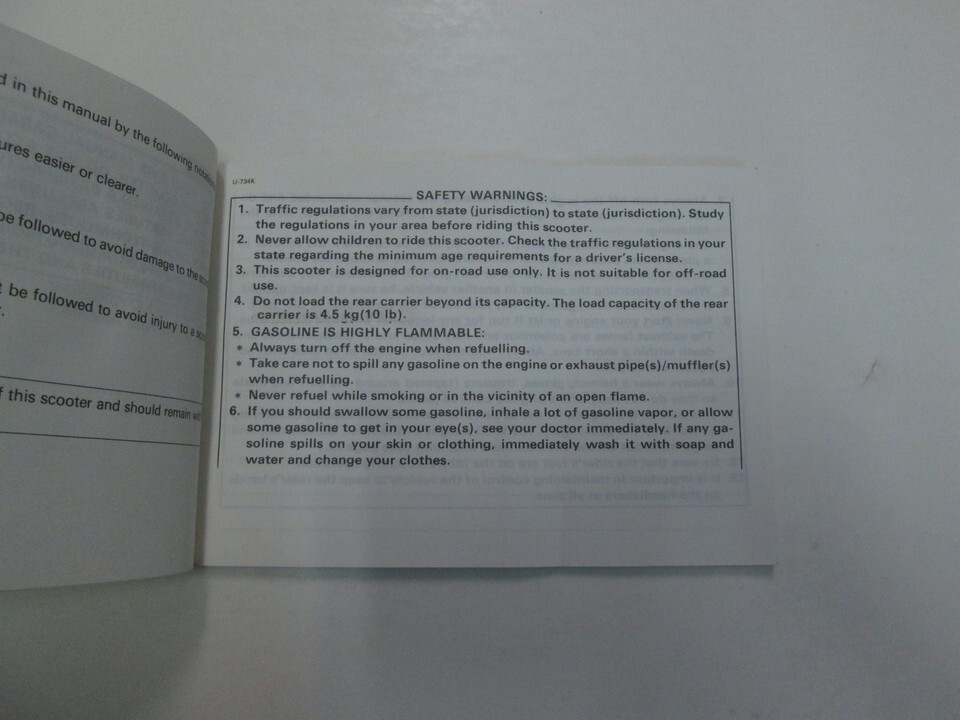 d in this manual by the following
ures easier or clearer.
be followed to avoid damage to the
t be followed to avoid injury to a
r.
f this scooter and should remain
U-734K
SAFETY WARNINGS:
1. Traffic regulations vary from state (jurisdiction) to state (jurisdiction). Study
the regulations in your area before riding this scooter.
2. Never allow children to ride this scooter. Check the traffic regulations in your
state regarding the minimum age requirements for a driver's license.
3. This scooter is designed for on-road use only. It is not suitable for off-road
use.
4. Do not load the rear carrier beyond its capacity. The load capacity of the rear
carrier is 4.5 kg(10 lb).
5. GASOLINE IS HIGHLY FLAMMABLE:
* Always turn off the engine when refuelling.
* Take care not to spill any gasoline on the engine or exhaust pipe(s)/muffler(s)
when refuelling.
* Never refuel while smoking or in the vicinity of an open flame.
6. If you should swallow some gasoline, inhale a lot of gasoline vapor, or allow
some gasoline to get in your eye(s), see your doctor immediately. If any ga-
soline spills on your skin or clothing, immediately wash it with soap and
water and change your clothes.